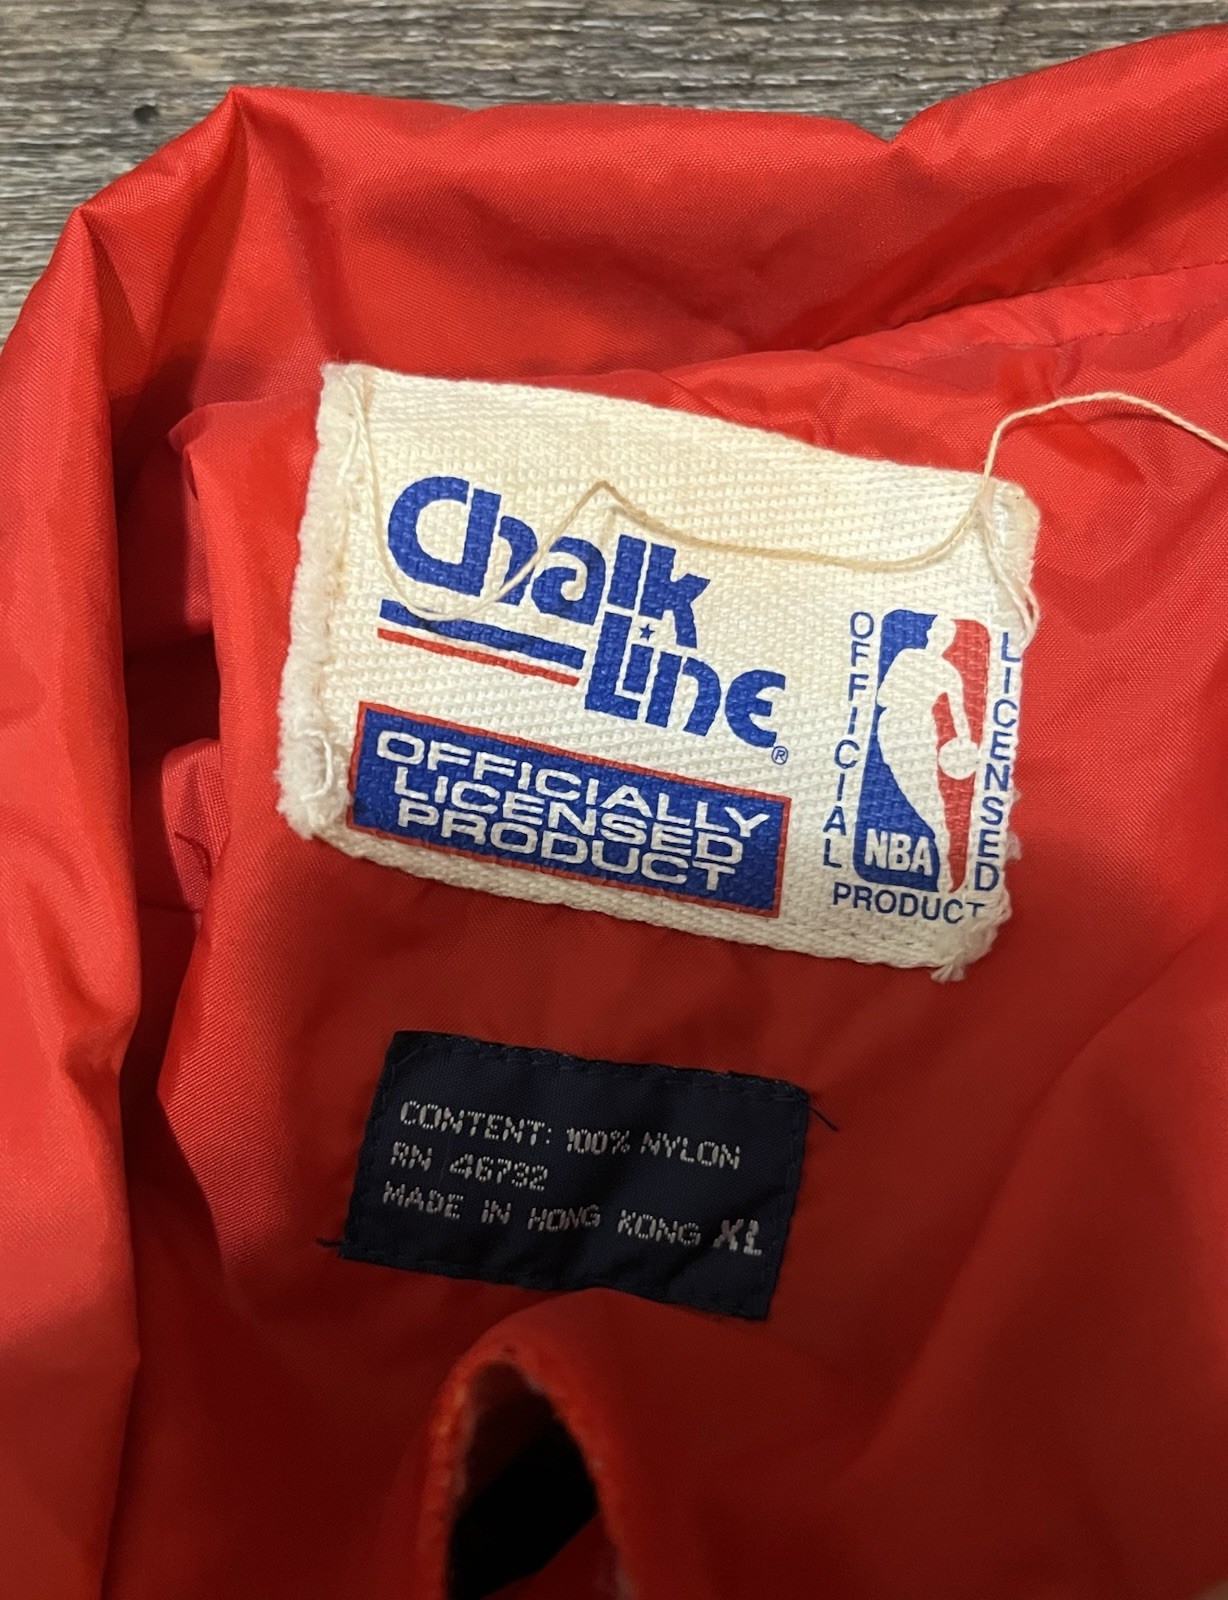 Chalk
Line®
OFFICIALLY
LICENSED
PRODUCT
OFFICIAL
LICENSED
NBA
PRODUCT
CONTENT: 100% NYLON
RN 46732
MADE IN HONG KONG XL